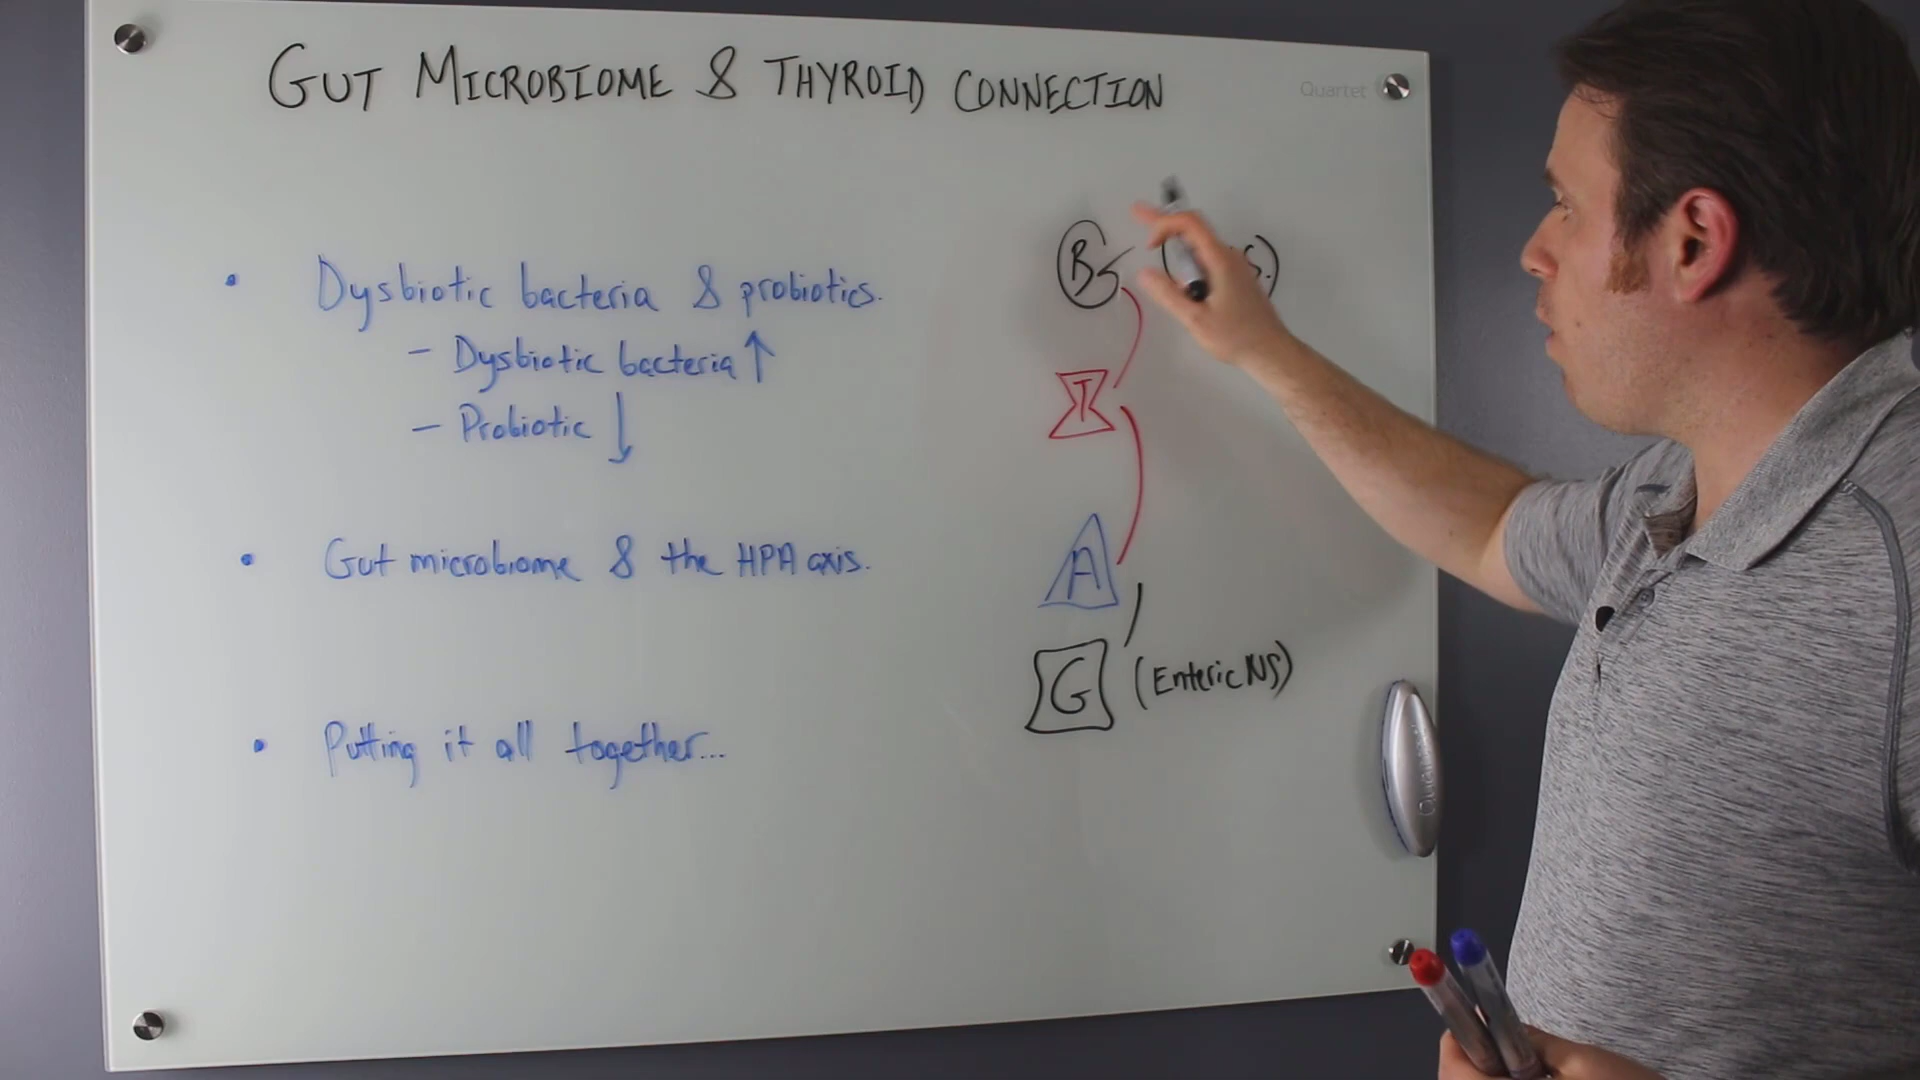 GUT MICROBIOME & THYROID CONNECTION
Quartet
• Dysbiotic bacteria & probiotics.
- Dysbiotic bacteria ↑
- Probiotic ↓
• Gut microbiome & the HPA axis.
• Putting it all together...
B
T
A
G (Enteric NS)
Quartet